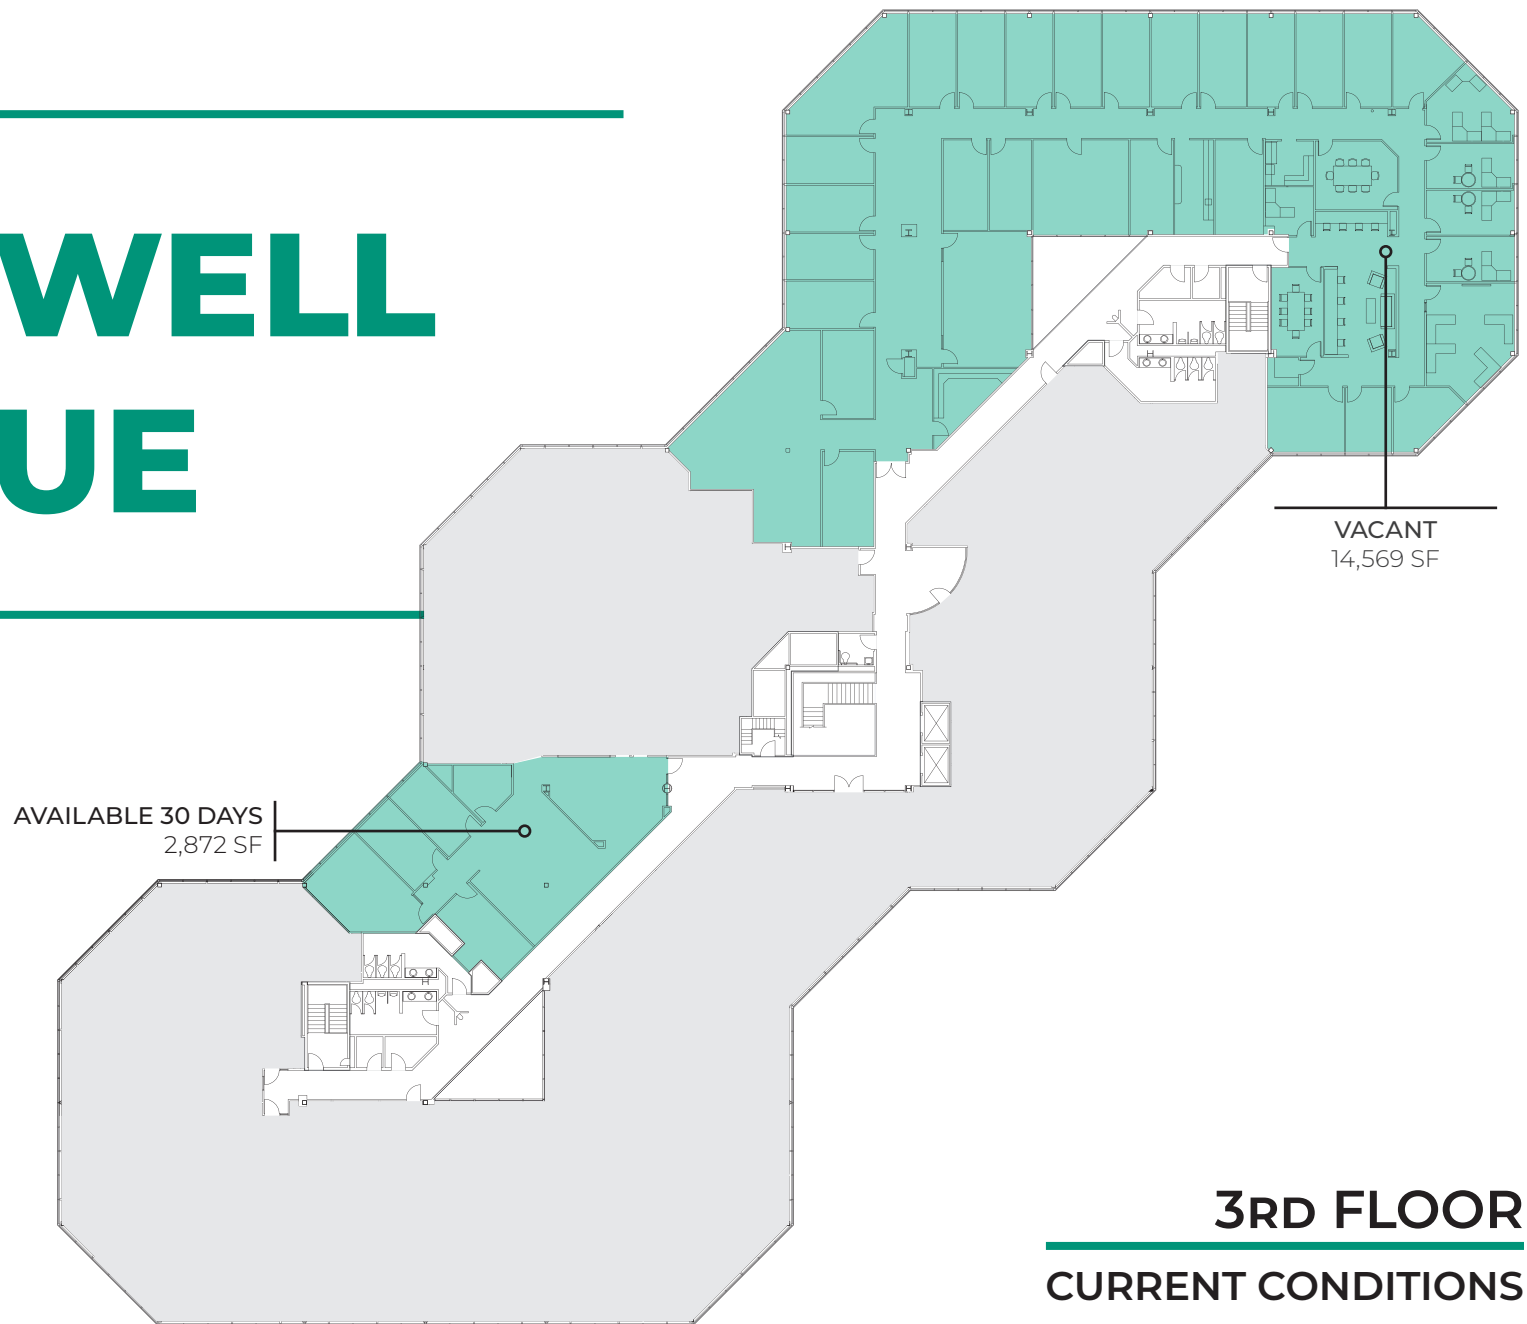 WELL
UE
VACANT
14,569 SF
AVAILABLE 30 DAYS
2,872 SF
3RD FLOOR
CURRENT CONDITIONS